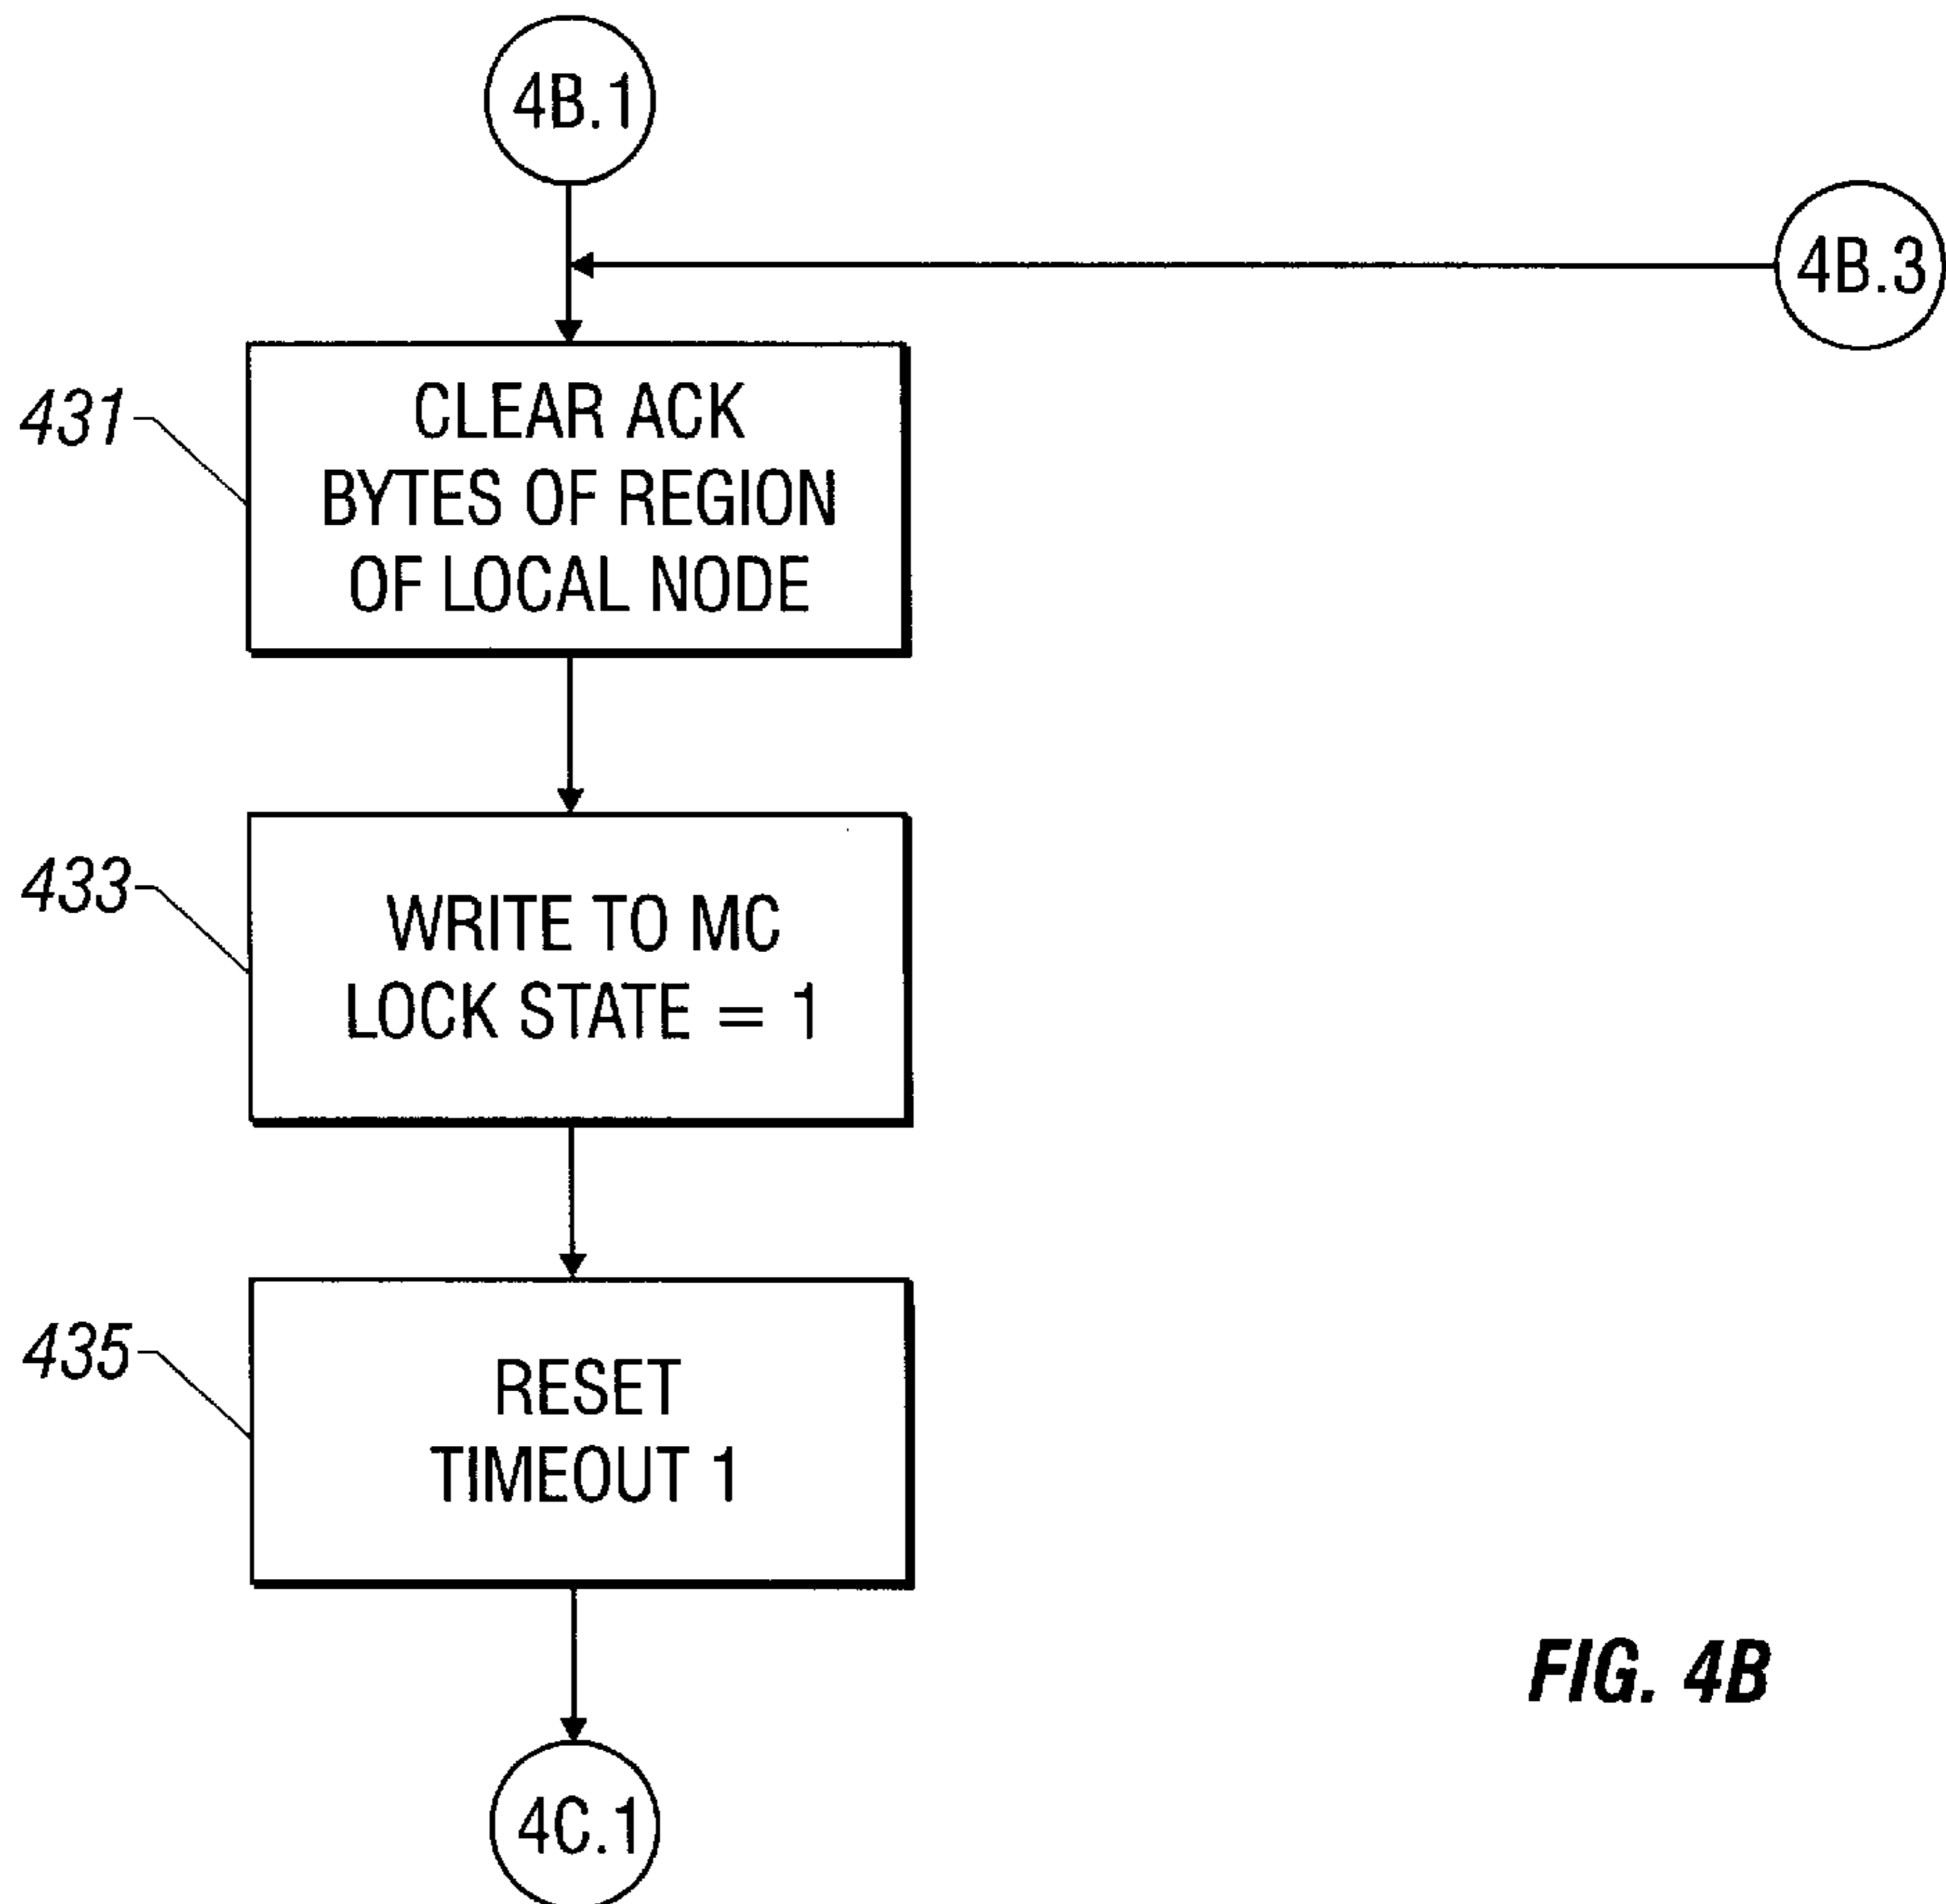 4B.1
4B.3
431
CLEAR ACK
BYTES OF REGION
OF LOCAL NODE
433
WRITE TO MC
LOCK STATE = 1
435
RESET
TIMEOUT 1
FIG. 4B
4C.1